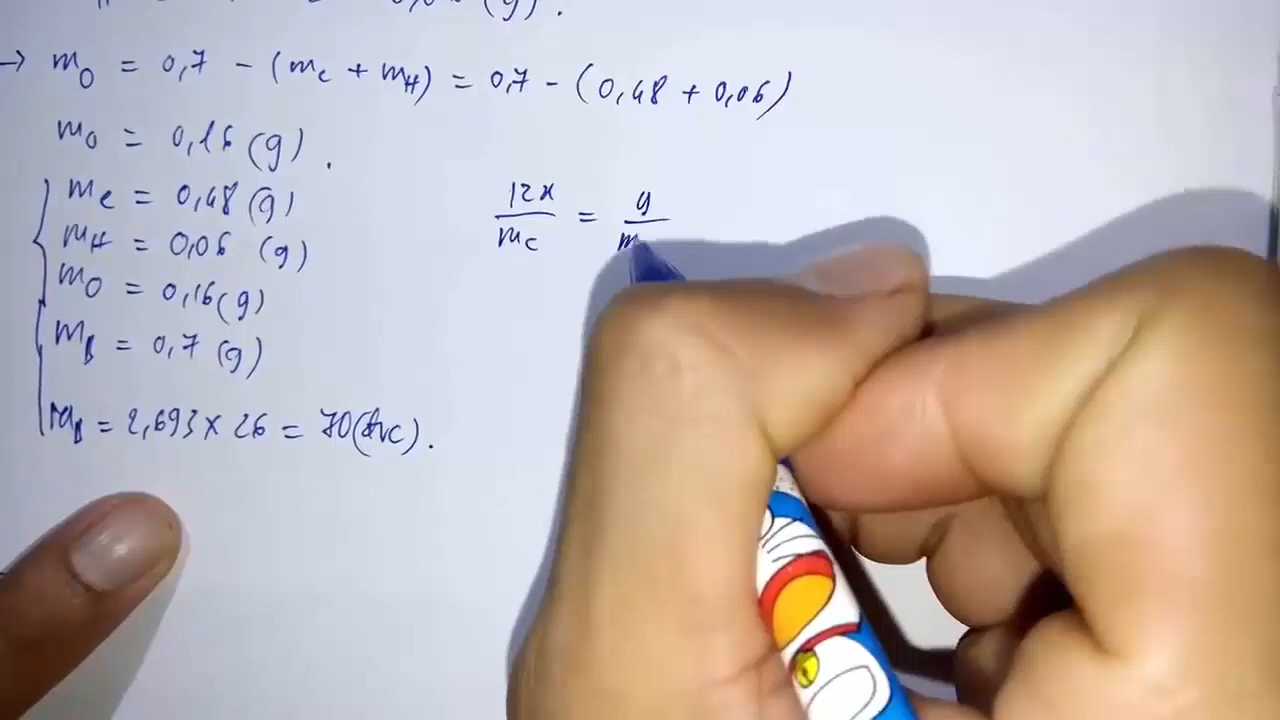 → m_O = 0,7 - (m_C + m_H) = 0,7 - (0,48 + 0,06)
m_O = 0,16 (g).
m_C = 0,48 (g)
m_H = 0,06 (g)
m_O = 0,16 (g)
m_B = 0,7 (g)
M_B = 2,693 x 26 = 70 (đvC).
12x/m_C = y/m